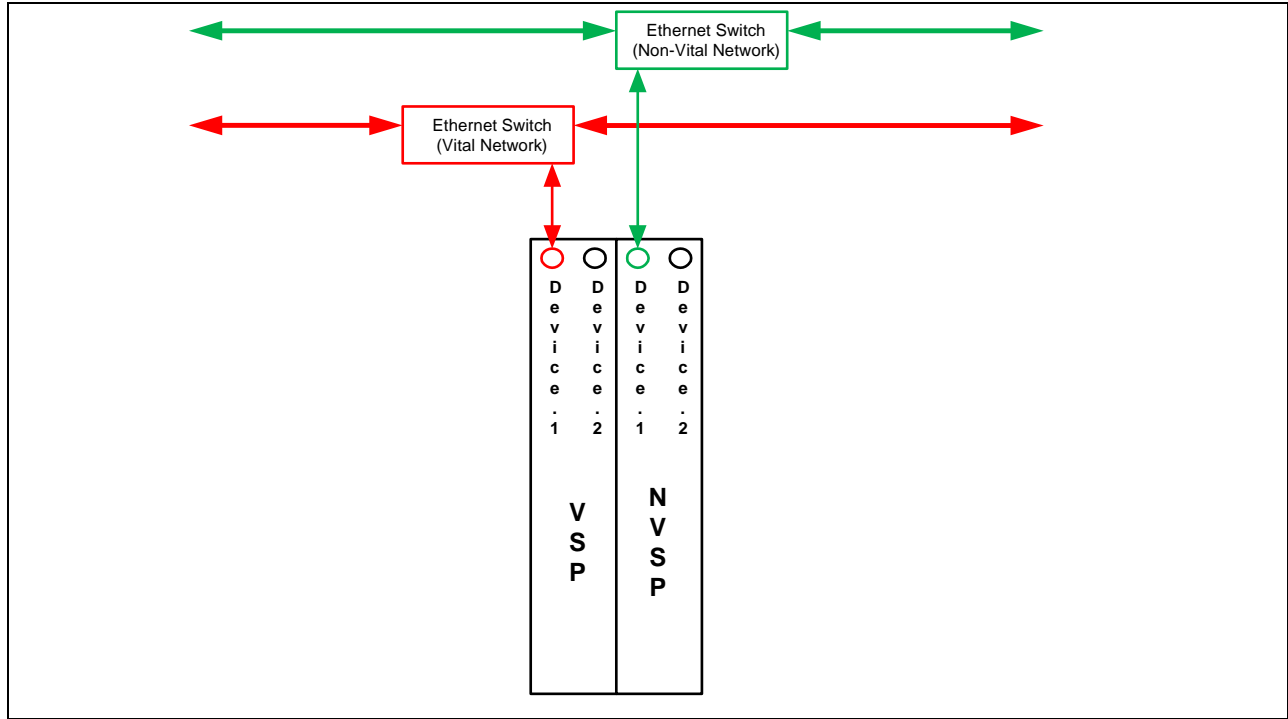 Ethernet Switch
(Non-Vital Network)
Ethernet Switch
(Vital Network)
Device.1
Device.2
Device.1
Device.2
VSP
NVSP